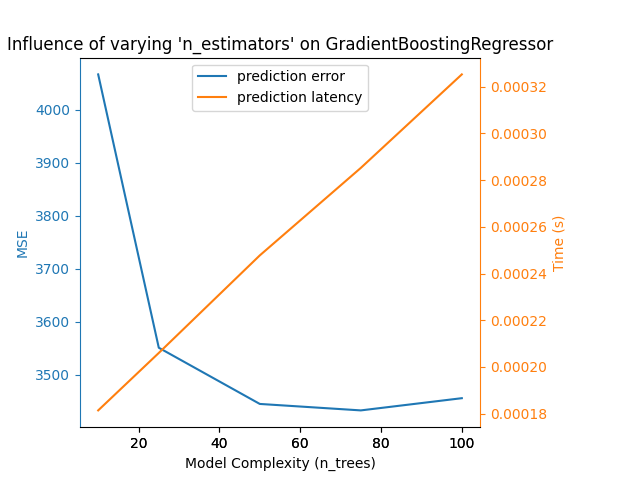 Influence of varying 'n_estimators' on GradientBoostingRegressor
prediction error
prediction latency
MSE
4000
3900
3800
3700
3600
3500
0.00032
0.00030
0.00028
0.00026
0.00024
0.00022
0.00020
0.00018
Time (s)
20 40 60 80 100
Model Complexity (n_trees)